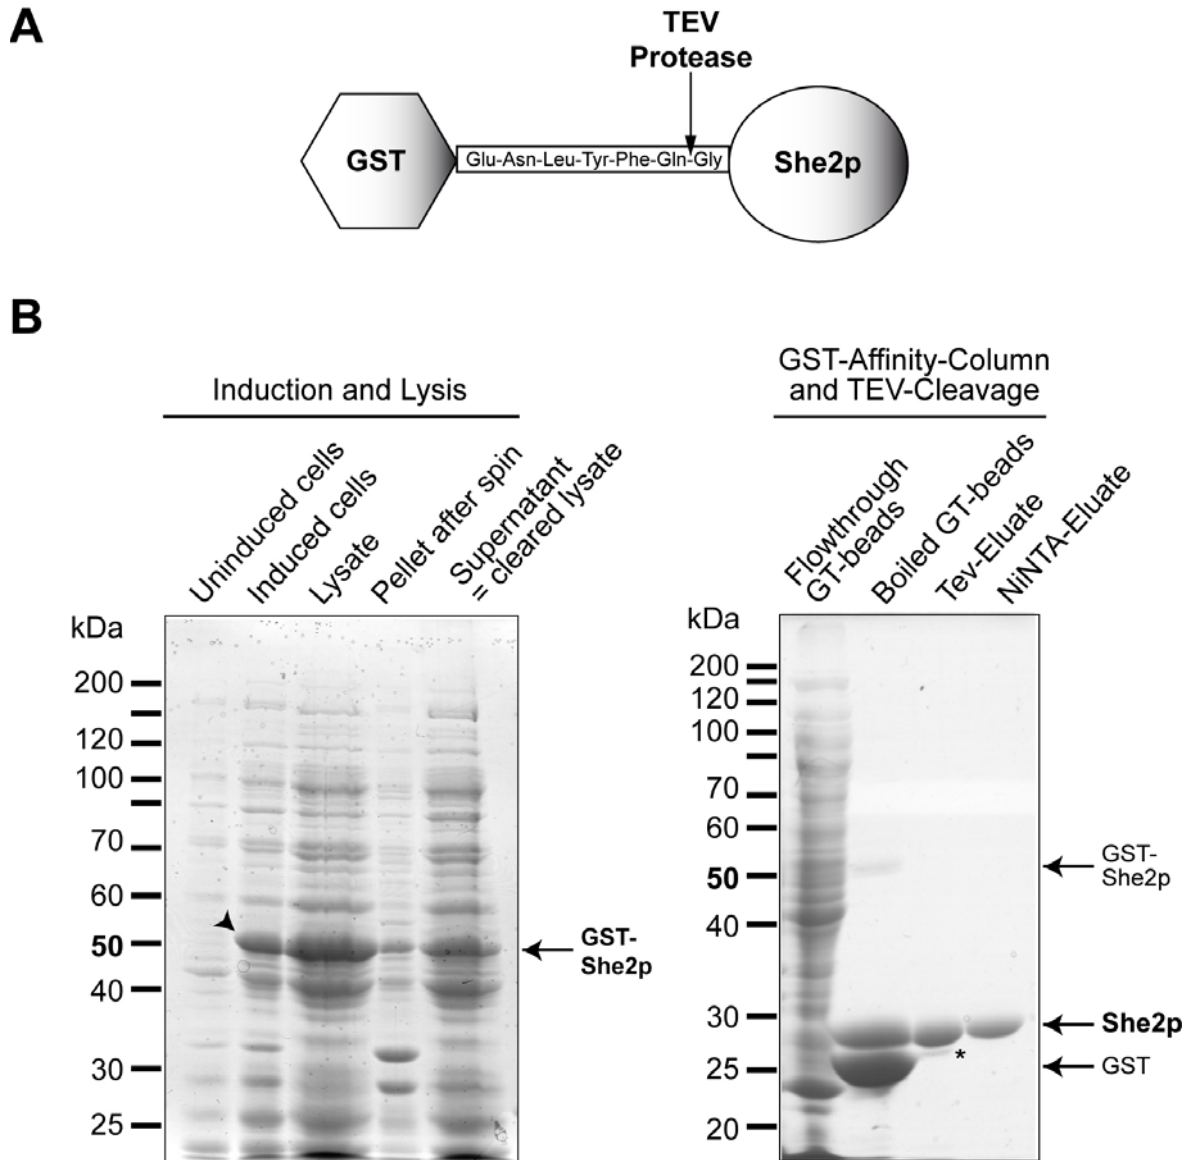 A
TEV
Protease
GST
Glu-Asn-Leu-Tyr-Phe-Gln-Gly
She2p
B
Induction and Lysis
Uninduced cells
Induced cells
Lysate
Pellet after spin
Supernatant
= cleared lysate
kDa
200
120
100
70
60
50
40
30
25
GST-
She2p
GST-Affinity-Column
and TEV-Cleavage
Flowthrough
GT-beads
Boiled GT-beads
Tev-Eluate
NiNTA-Eluate
kDa
200
120
100
70
60
50
40
30
25
20
GST-
She2p
She2p
*
GST